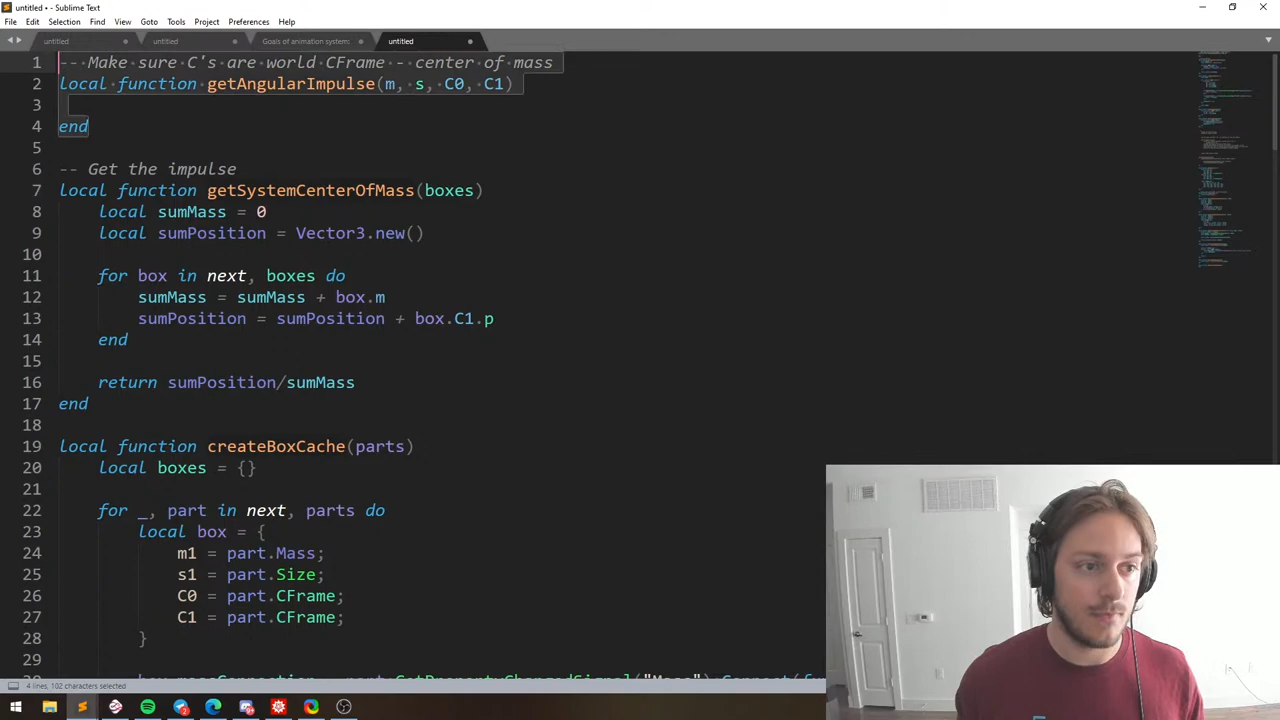 untitled • - Sublime Text
File Edit Selection Find View Goto Tools Project Preferences Help
untitled untitled Goals of animation system: untitled
1 -- Make sure C's are world CFrame - center of mass
2 local function getAngularImpulse(m, s, C0, C1
3
4 end
5
6 -- Get the impulse
7 local function getSystemCenterOfMass(boxes)
8 local sumMass = 0
9 local sumPosition = Vector3.new()
10
11 for box in next, boxes do
12 sumMass = sumMass + box.m
13 sumPosition = sumPosition + box.C1.p
14 end
15
16 return sumPosition/sumMass
17 end
18
19 local function createBoxCache(parts)
20 local boxes = {}
21
22 for _, part in next, parts do
23 local box = {
24 m1 = part.Mass;
25 s1 = part.Size;
26 C0 = part.CFrame;
27 C1 = part.CFrame;
28 }
29
4 lines, 102 characters selected